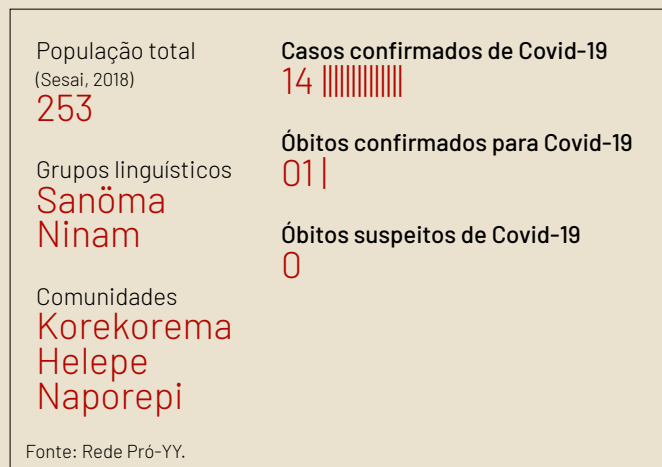 População total
(Sesai, 2018)
253
Grupos linguísticos
Sanöma
Ninam
Comunidades
Korekorema
Helepe
Naporepi
Casos confirmados de Covid-19
14
Óbitos confirmados para Covid-19
01
Óbitos suspeitos de Covid-19
0
Fonte: Rede Pró-YY.